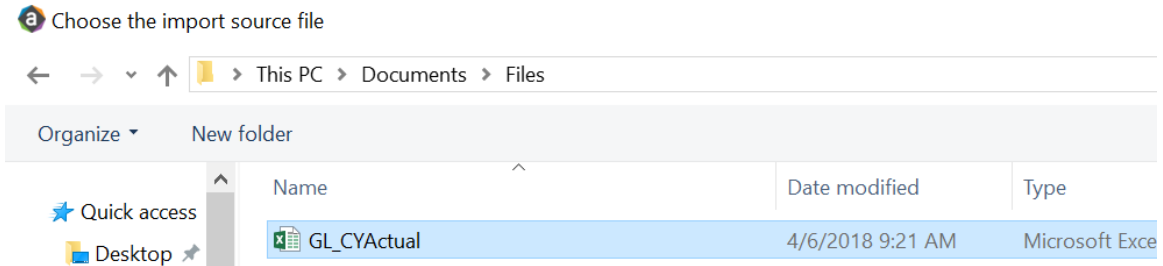 Choose the import source file
This PC > Documents > Files
Organize New folder
Name Date modified Type
Quick access
GL_CYActual 4/6/2018 9:21 AM Microsoft Exce
Desktop